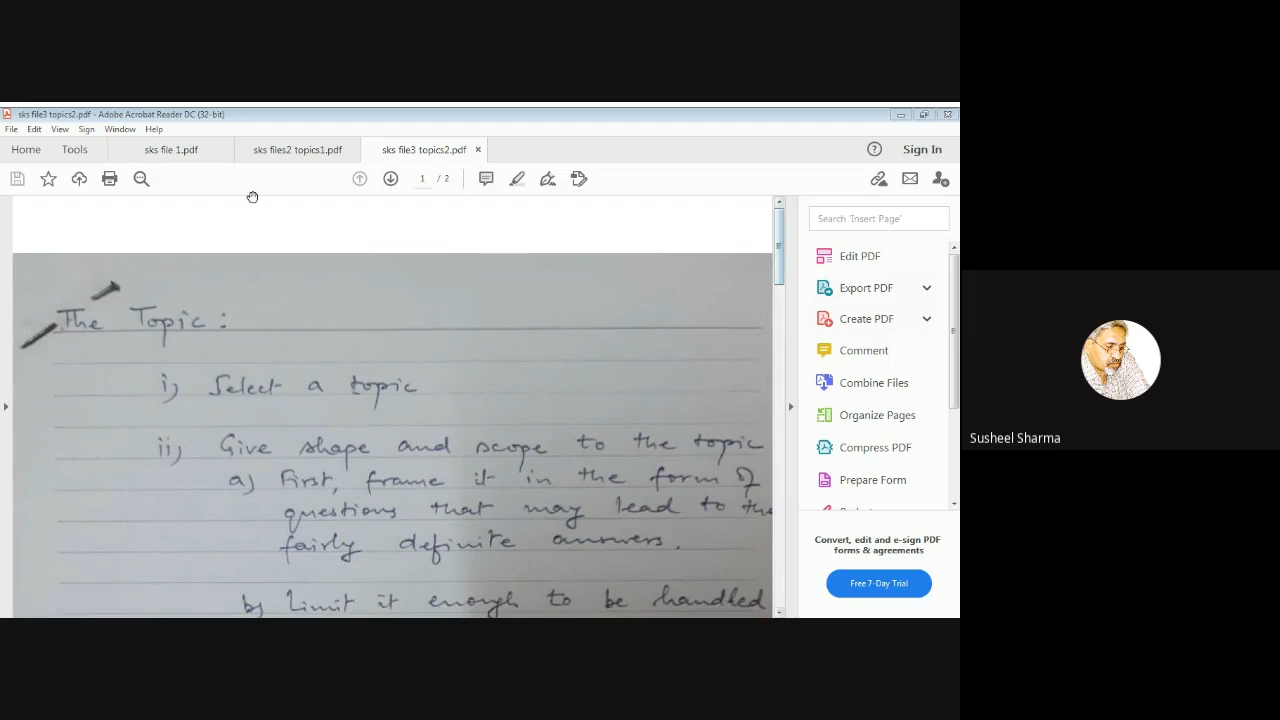 sks file3 topics2.pdf - Adobe Acrobat Reader DC (32-bit)
File Edit View Sign Window Help
Home Tools sks file 1.pdf sks files2 topics1.pdf sks file3 topics2.pdf × Sign In
1 / 2
Search 'Insert Page'
Edit PDF
Export PDF
Create PDF
Comment
Combine Files
Organize Pages
Compress PDF
Prepare Form
Convert, edit and e-sign PDF
forms & agreements
Free 7-Day Trial
The Topic :
i) Select a topic
ii) Give shape and scope to the topic
a) First, frame it in the form of
questions that may lead to the
fairly definite answers.
b) Limit it enough to be handled
Susheel Sharma